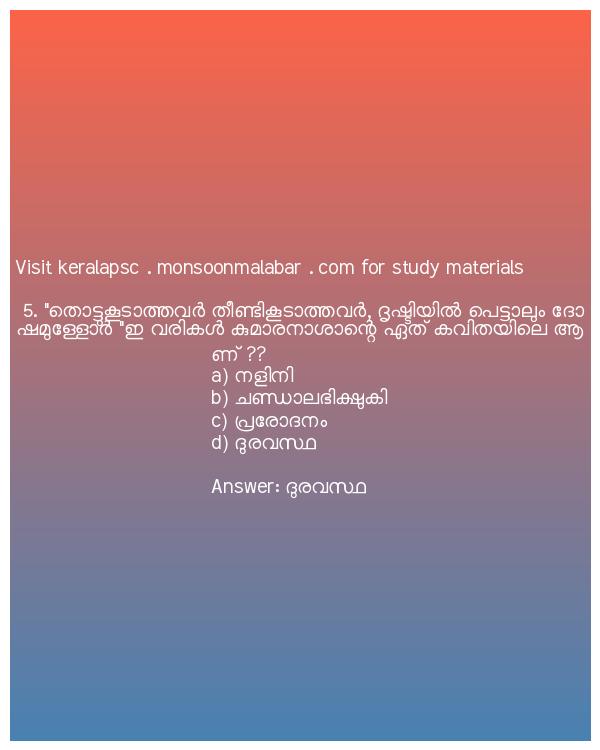 Visit keralapsc . monsoonmalabar . com for study materials
5. "തൊട്ടുകൂടാത്തവർ തീണ്ടികൂടാത്തവർ, ദൃഷ്ടിയിൽ പെട്ടാലും ദോ
ഷമുള്ളോർ "ഇ വരികൾ കുമാരനാശാന്റെ ഏത് കവിതയിലെ ആ
ണ് ??
a) നളിനി
b) ചണ്ഡാലഭിക്ഷുകി
c) പ്രരോദനം
d) ദുരവസ്ഥ
Answer: ദുരവസ്ഥ